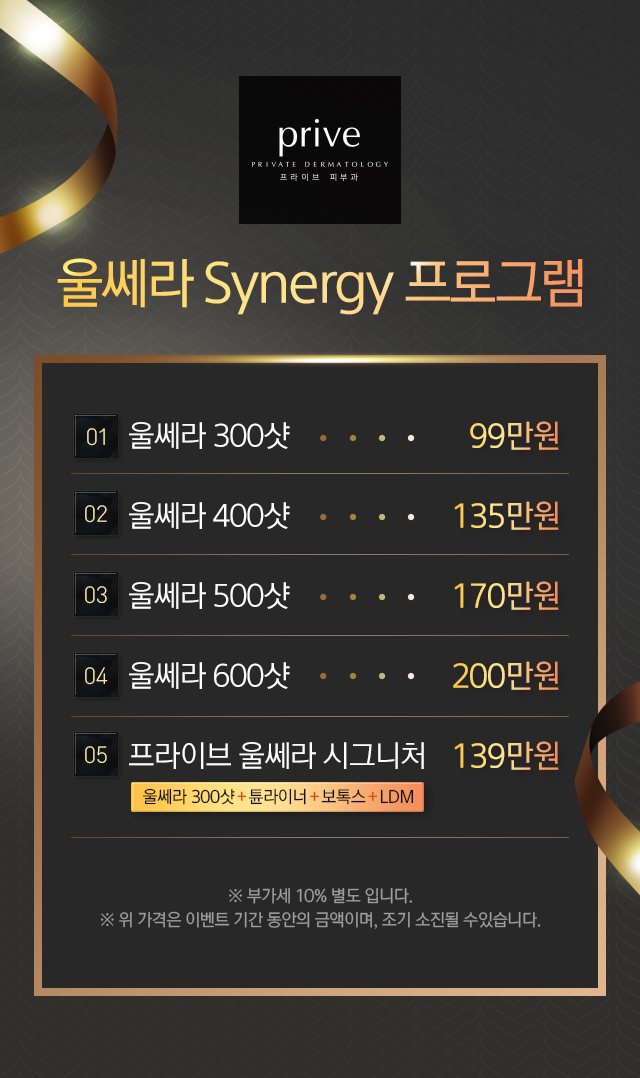 prive
PRIVATE DERMATOLOGY
프라이브 피부과
울쎄라 Synergy 프로그램
01 울쎄라 300샷 99만원
02 울쎄라 400샷 135만원
03 울쎄라 500샷 170만원
04 울쎄라 600샷 200만원
05 프라이브 울쎄라 시그니처 139만원
울쎄라 300샷+튠라이너+보톡스+LDM
※ 부가세 10% 별도 입니다.
※ 위 가격은 이벤트 기간 동안의 금액이며, 조기 소진될 수있습니다.